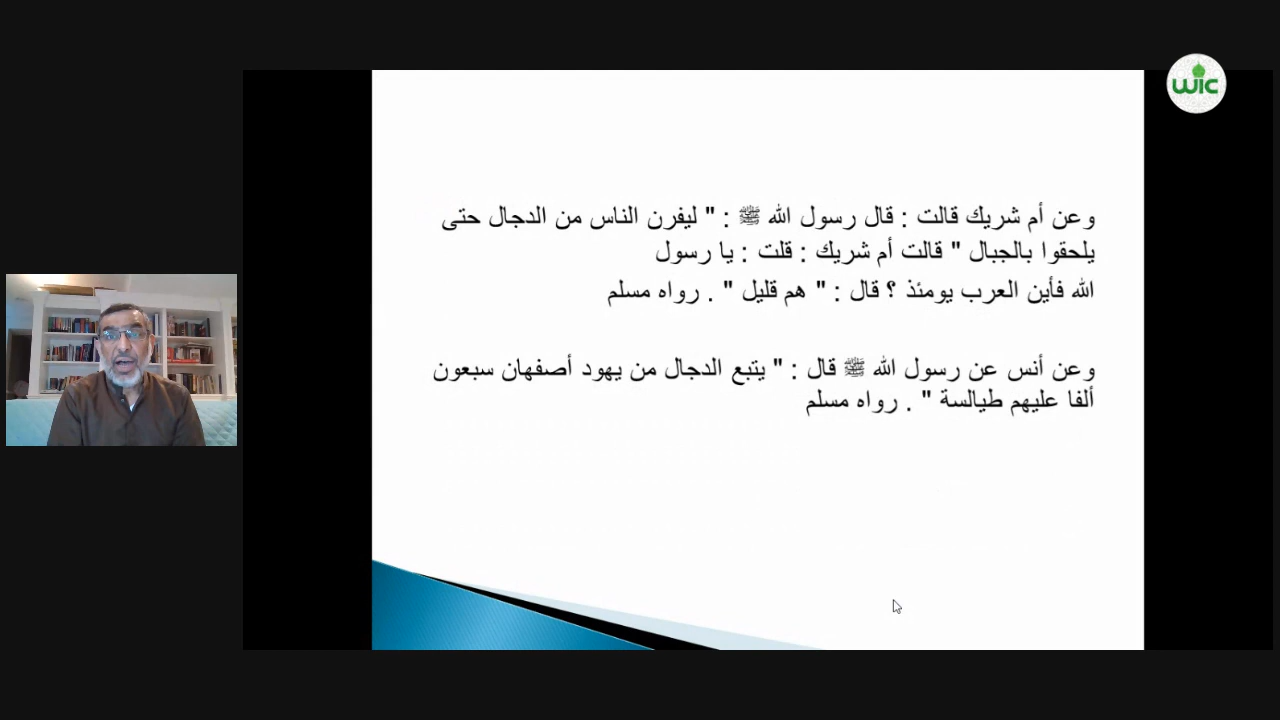 WIC
وعن أم شريك قالت : قال رسول الله ﷺ : " ليفرن الناس من الدجال حتى
يلحقوا بالجبال " قالت أم شريك : قلت : يا رسول
الله فأين العرب يومئذ ؟ قال : " هم قليل " . رواه مسلم
وعن أنس عن رسول الله ﷺ قال : " يتبع الدجال من يهود أصفهان سبعون
ألفا عليهم طيالسة " . رواه مسلم